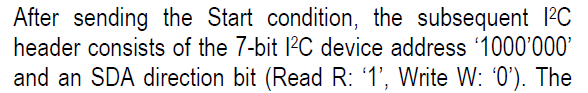 After sending the Start condition, the subsequent I²C
header consists of the 7-bit I²C device address ‘1000'000’
and an SDA direction bit (Read R: ‘1’, Write W: ‘0’). The